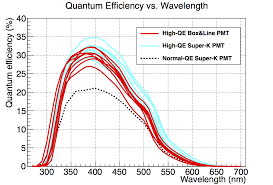 Quantum Efficiency vs. Wavelength
Quantum efficiency (%)
40
35
30
25
20
15
10
5
0
High-QE Box&Line PMT
High-QE Super-K PMT
Normal-QE Super-K PMT
300 350 400 450 500 550 600 650 700
Wavelength (nm)